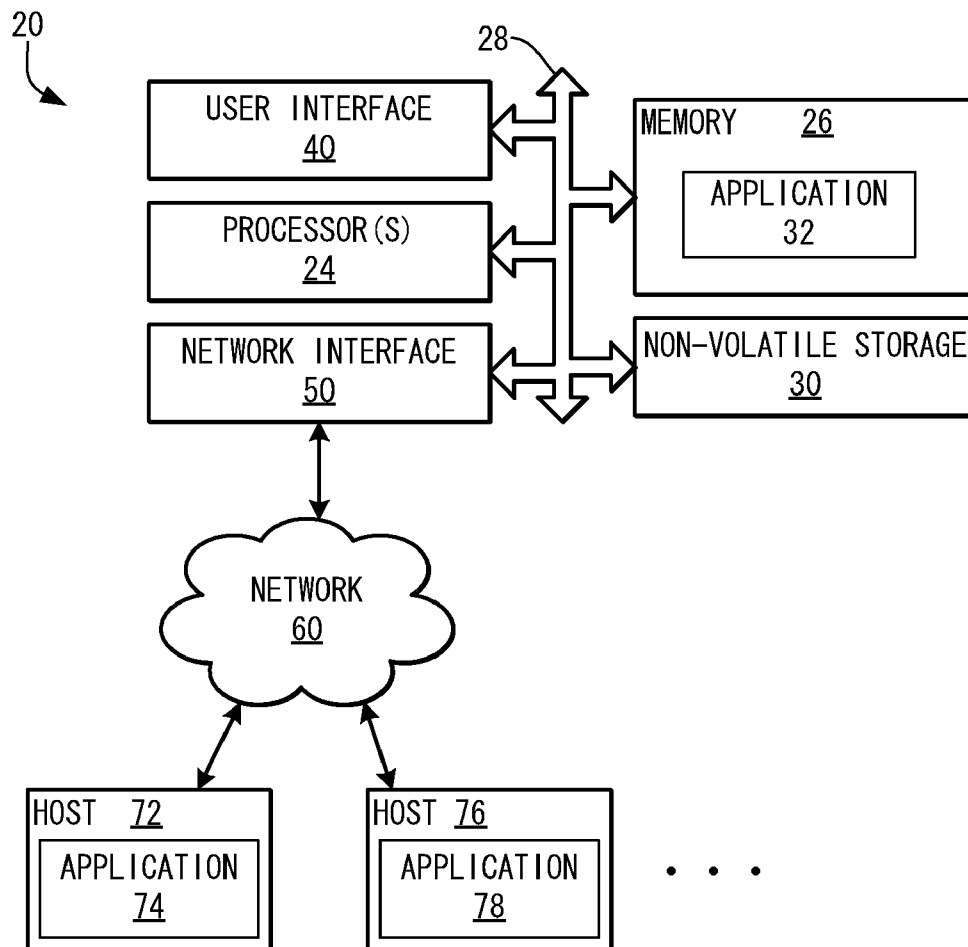 20
28
USER INTERFACE
40
MEMORY 26
APPLICATION
32
PROCESSOR(S)
24
NETWORK INTERFACE
50
NON-VOLATILE STORAGE
30
NETWORK
60
HOST 72
APPLICATION
74
HOST 76
APPLICATION
78
. . .